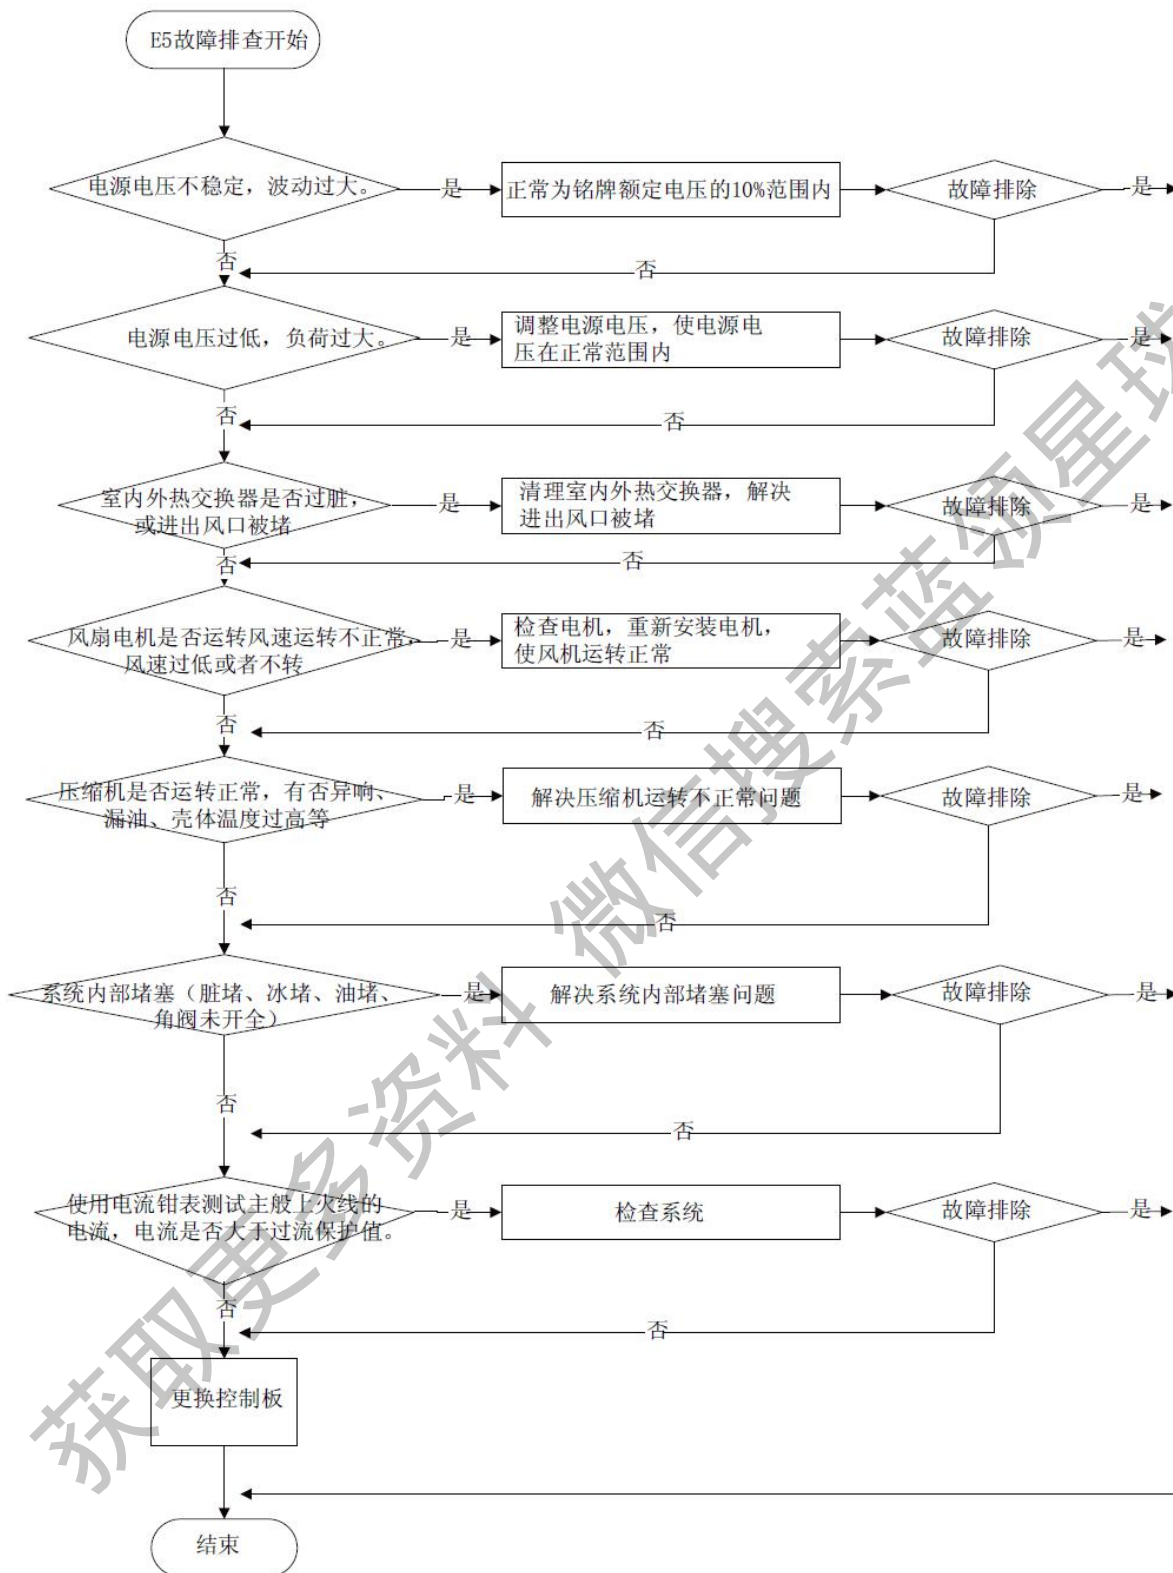 E5故障排查开始
电源电压不稳定，波动过大。
是
正常为铭牌额定电压的10%范围内
故障排除
是
否
否
电源电压过低，负荷过大。
是
调整电源电压，使电源电
压在正常范围内
故障排除
是
否
否
室内外热交换器是否过脏，
或进出风口被堵
是
清理室内外热交换器，解决
进出风口被堵
故障排除
是
否
否
风扇电机是否运转风速运转不正常，
风速过低或者不转
是
检查电机，重新安装电机，
使风机运转正常
故障排除
是
否
否
压缩机是否运转正常，有否异响、
漏油、壳体温度过高等
是
解决压缩机运转不正常问题
故障排除
是
否
否
系统内部堵塞（脏堵、冰堵、油堵、
角阀未开全）
是
解决系统内部堵塞问题
故障排除
是
否
否
使用电流钳表测试主般上火线的
电流，电流是否大于过流保护值。
是
检查系统
故障排除
是
否
否
更换控制板
结束
获取更多资料 微信搜索蓝领星球